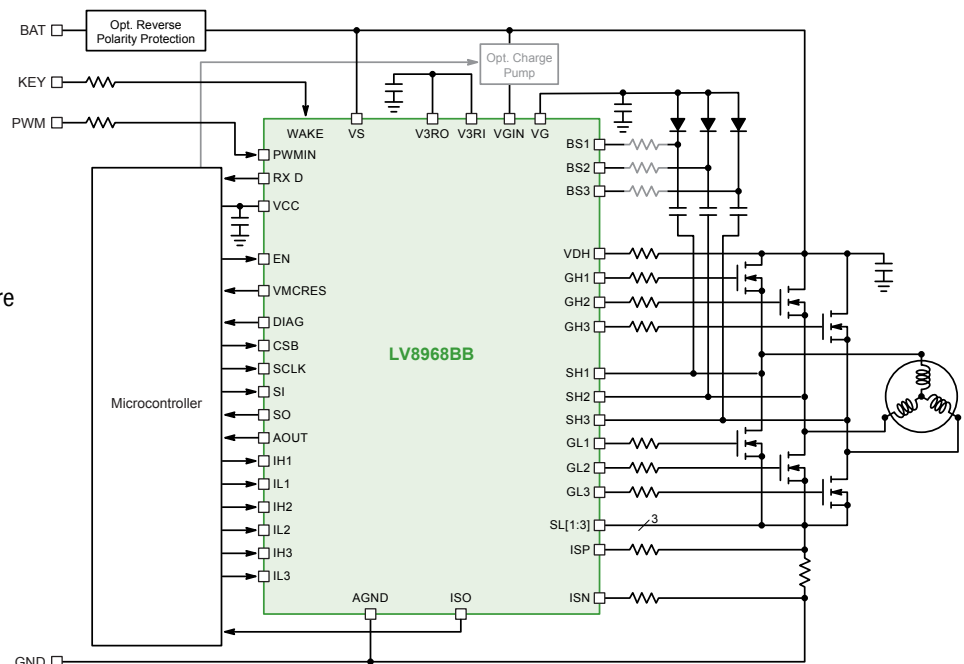 BAT
Opt. Reverse
Polarity Protection
Opt. Charge
Pump
KEY
PWM
WAKE
VS
V3RO
V3RI
VGIN
VG
PWMIN
RX D
VCC
EN
VMCRES
DIAG
CSB
SCLK
SI
SO
AOUT
IH1
IL1
IH2
IL2
IH3
IL3
re
Microcontroller
LV8968BB
BS1
BS2
BS3
VDH
GH1
GH2
GH3
SH1
SH2
SH3
GL1
GL2
GL3
SL[1:3]
3
ISP
ISN
AGND
ISO
GND